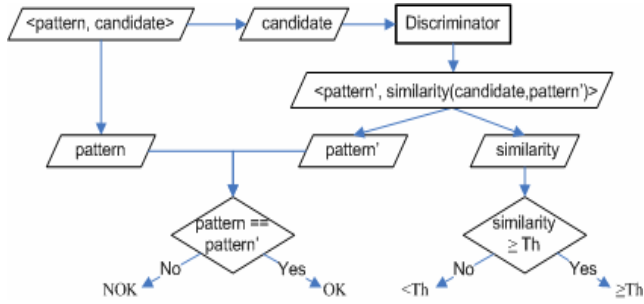 <pattern, candidate>
candidate
Discriminator
<pattern', similarity(candidate,pattern')>
pattern
pattern'
similarity
pattern ==
pattern'
similarity
≥ Th
No
Yes
No
Yes
NOK
OK
<Th
≥Th